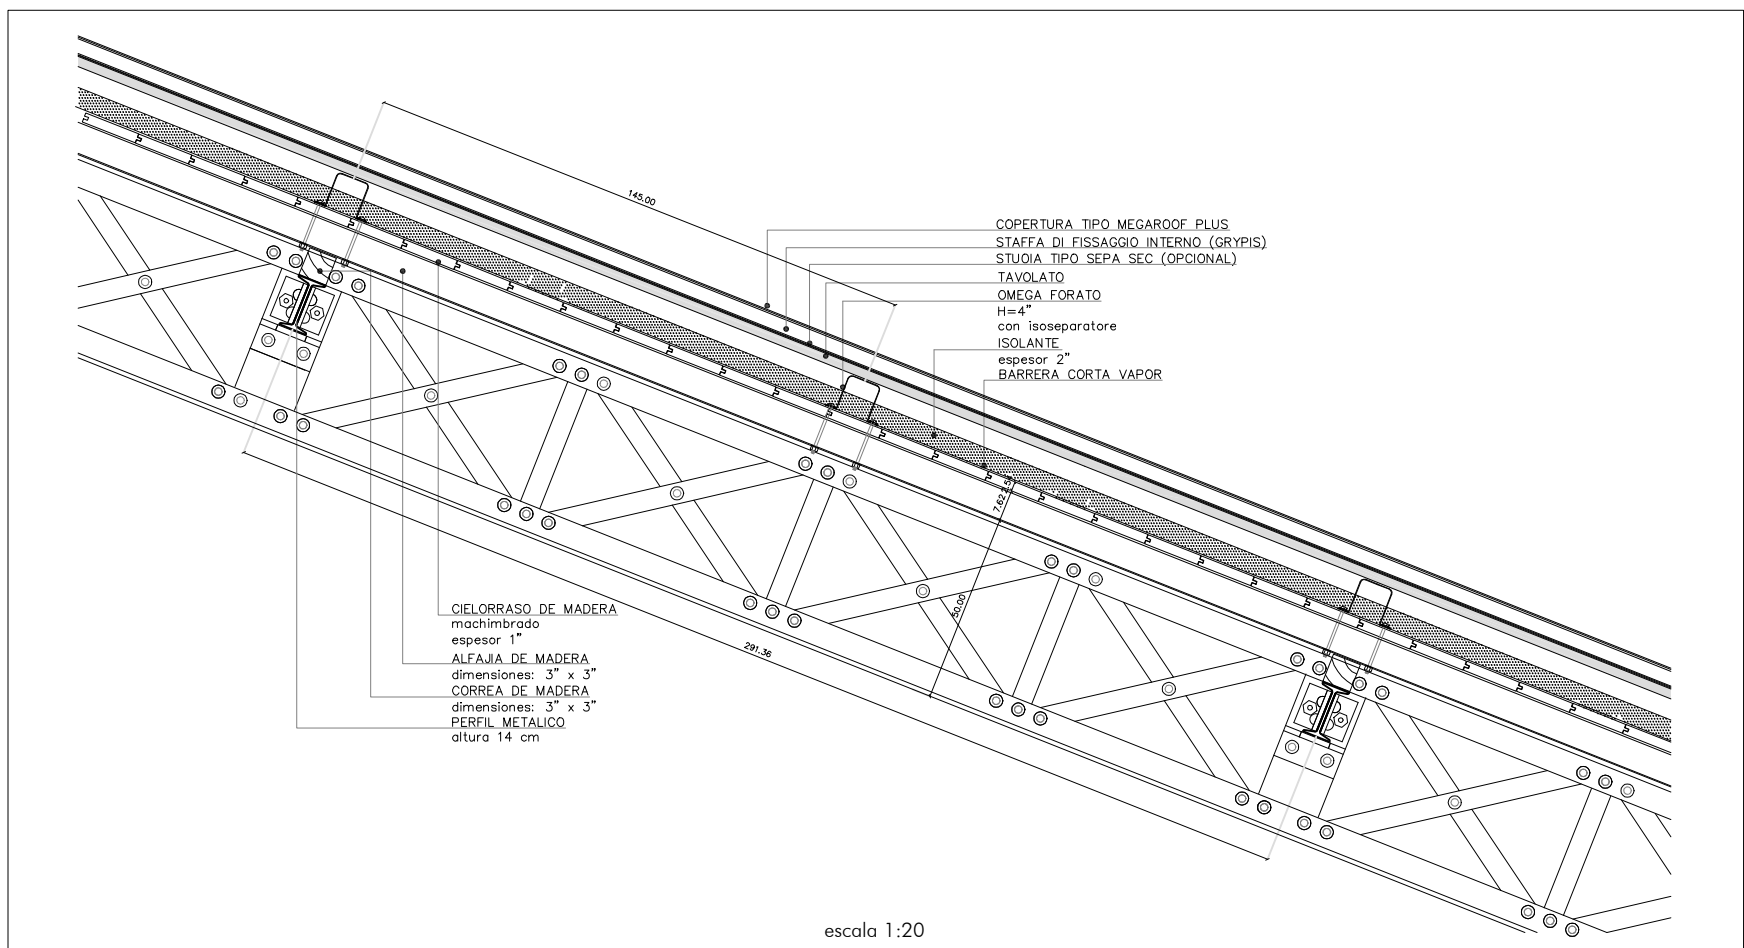 145.00
COPERTURA TIPO MEGAROOF PLUS
STAFFA DI FISSAGGIO INTERNO (GRYPIS)
STUOIA TIPO SEPA SEC (OPCIONAL)
TAVOLATO
OMEGA FORATO
H=4"
con isoseparatore
ISOLANTE
espesor 2"
BARRERA CORTA VAPOR
7.62 2.54
50.00
CIELORRASO DE MADERA
machimbrado
espesor 1"
ALFAJIA DE MADERA
dimensiones: 3" x 3"
CORREA DE MADERA
dimensiones: 3" x 3"
PERFIL METALICO
altura 14 cm
291.36
escala 1:20